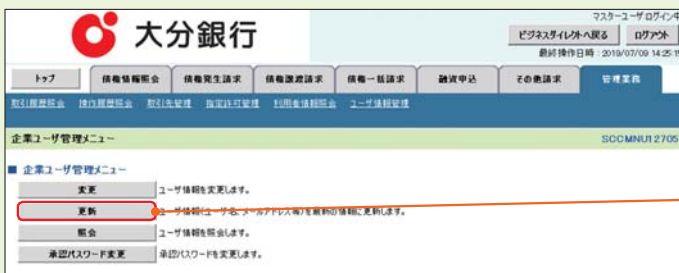 マスターユーザ ログイン中
大分銀行
ビジネスダイレクトへ戻る ログアウト
最終操作日時：2019/07/09 14:25:15
トップ 債権情報照会 債権発生請求 債権譲渡請求 債権一括請求 融資申込 その他請求 管理業務
取引履歴照会 操作履歴照会 取引先管理 指定許可管理 利用者情報照会 ユーザ情報管理
企業ユーザ管理メニュー SCCMNU12705
■ 企業ユーザ管理メニュー
変更 ユーザ情報を変更します。
更新 ユーザ情報(ユーザ名、メールアドレス等)を最新の情報に更新します。
照会 ユーザ情報を照会します。
承認パスワード変更 承認パスワードを変更します。